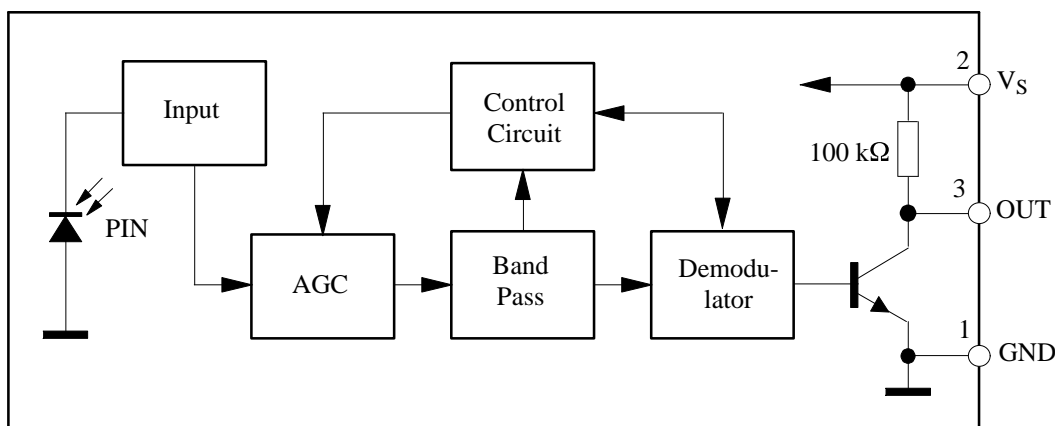 Input
PIN
AGC
Control
Circuit
Band
Pass
Demodu-
lator
100 kΩ
2
VS
3
OUT
1
GND